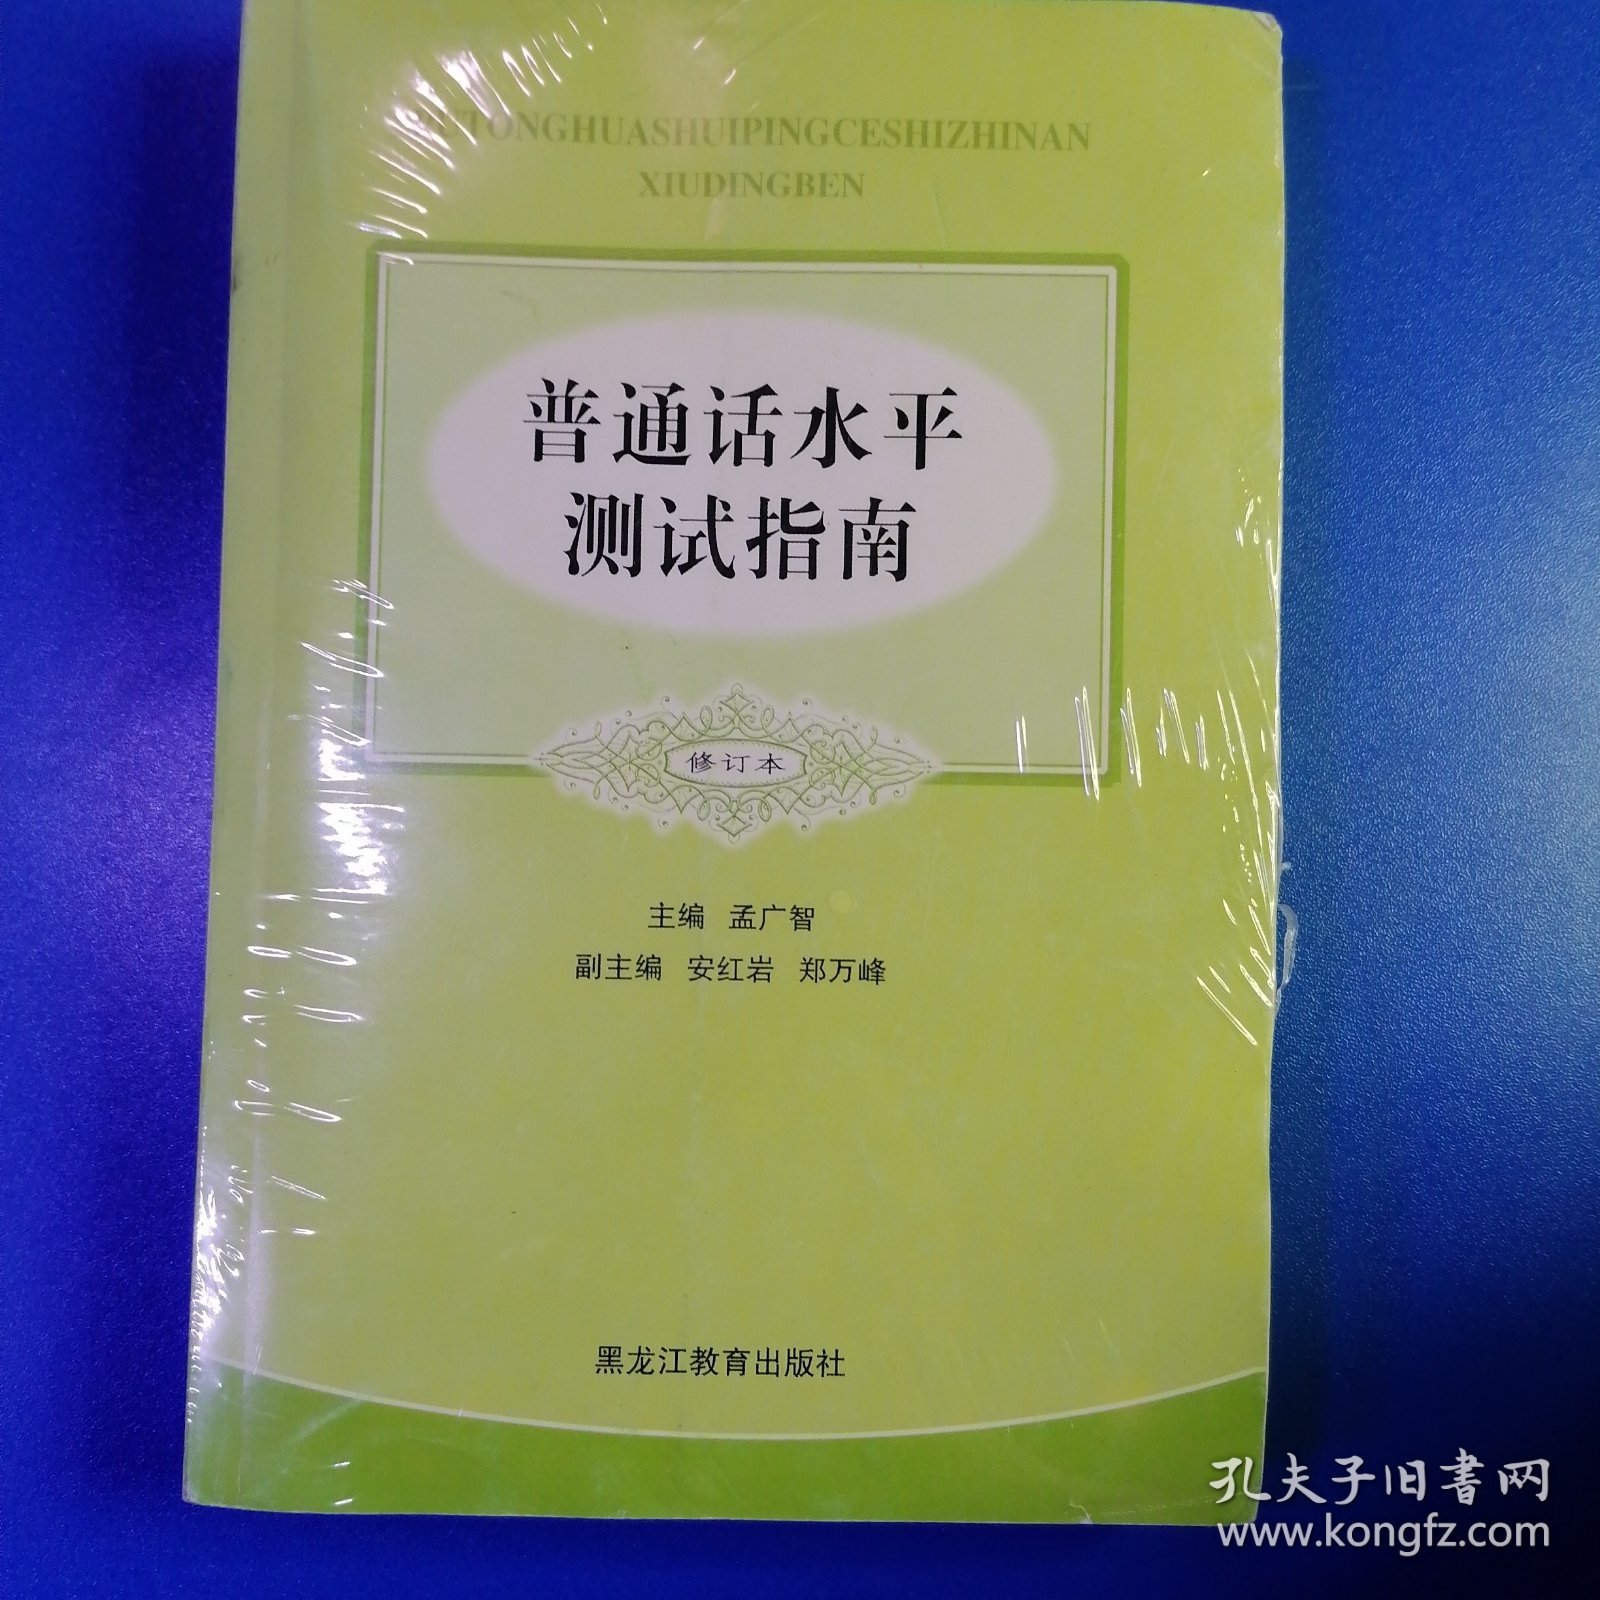 PUTONGHUASHUIPINGCESHIZHINAN
XIUDINGBEN
普通话水平
测试指南
修订本
主编 孟广智
副主编 安红岩 郑万峰
黑龙江教育出版社
孔夫子旧书网
www.kongfz.com